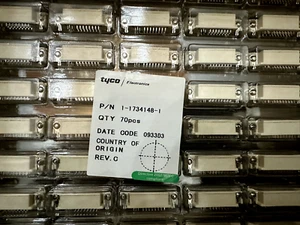 tyco Electronics
P/N 1-1734148-1
QTY 70pcs
DATE CODE 093303
COUNTRY OF
ORIGIN
REV. C